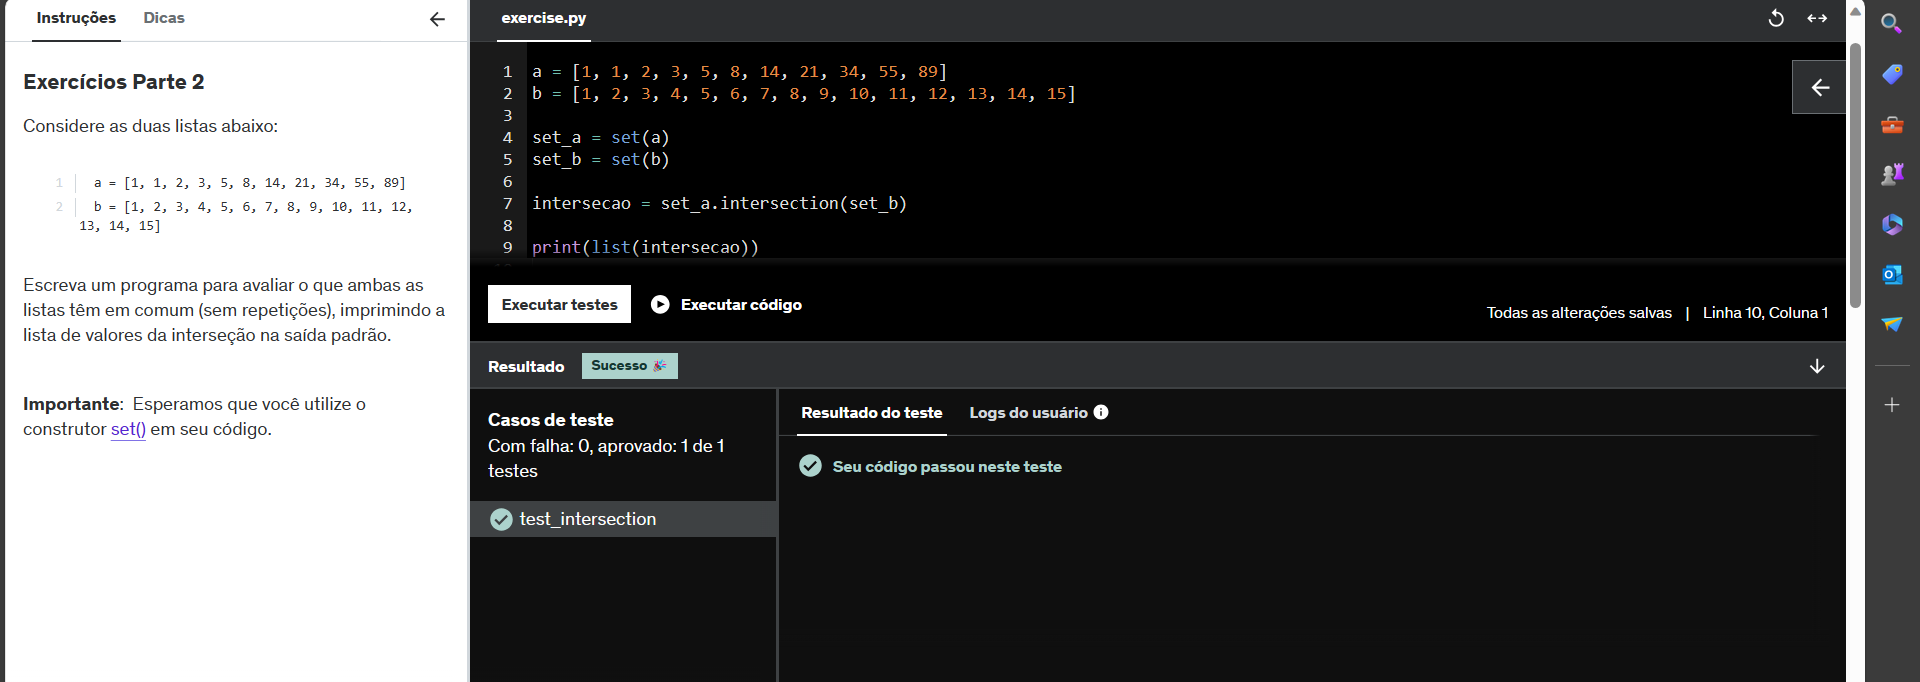 Instruções Dicas
Exercícios Parte 2
Considere as duas listas abaixo:
1 a = [1, 1, 2, 3, 5, 8, 14, 21, 34, 55, 89]
2 b = [1, 2, 3, 4, 5, 6, 7, 8, 9, 10, 11, 12,
13, 14, 15]
Escreva um programa para avaliar o que ambas as
listas têm em comum (sem repetições), imprimindo a
lista de valores da interseção na saída padrão.
Importante: Esperamos que você utilize o
construtor set() em seu código.
exercise.py
1 a = [1, 1, 2, 3, 5, 8, 14, 21, 34, 55, 89]
2 b = [1, 2, 3, 4, 5, 6, 7, 8, 9, 10, 11, 12, 13, 14, 15]
3
4 set_a = set(a)
5 set_b = set(b)
6
7 intersecao = set_a.intersection(set_b)
8
9 print(list(intersecao))
Executar testes Executar código
Todas as alterações salvas | Linha 10, Coluna 1
Resultado Sucesso 🎉
Casos de teste
Com falha: 0, aprovado: 1 de 1
testes
test_intersection
Resultado do teste Logs do usuário
Seu código passou neste teste